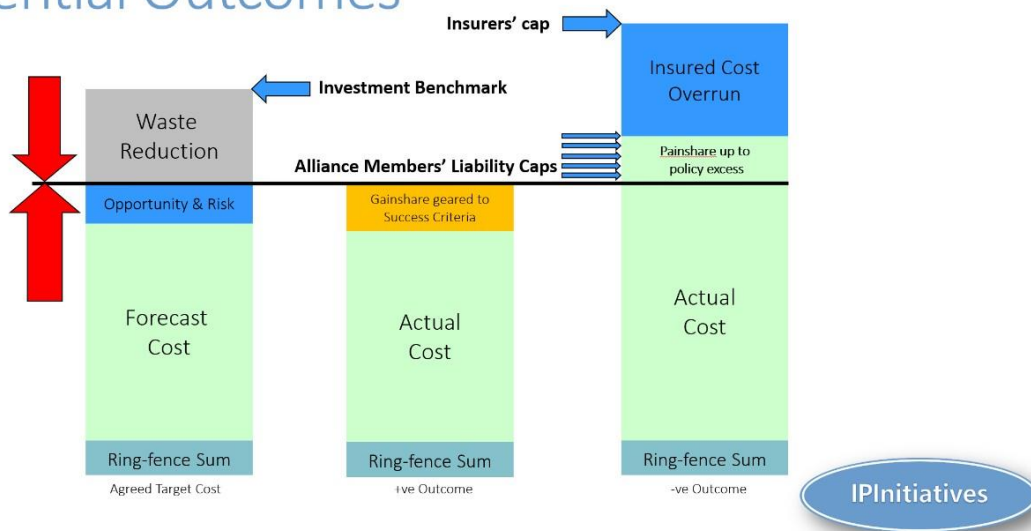 ential Outcomes
Insurers' cap
Insured Cost
Overrun
Investment Benchmark
Waste
Reduction
Painshare up to
policy excess
Alliance Members' Liability Caps
Opportunity & Risk
Gainshare geared to
Success Criteria
Forecast
Cost
Actual
Cost
Actual
Cost
Ring-fence Sum
Ring-fence Sum
Ring-fence Sum
Agreed Target Cost
+ve Outcome
-ve Outcome
IPInitiatives